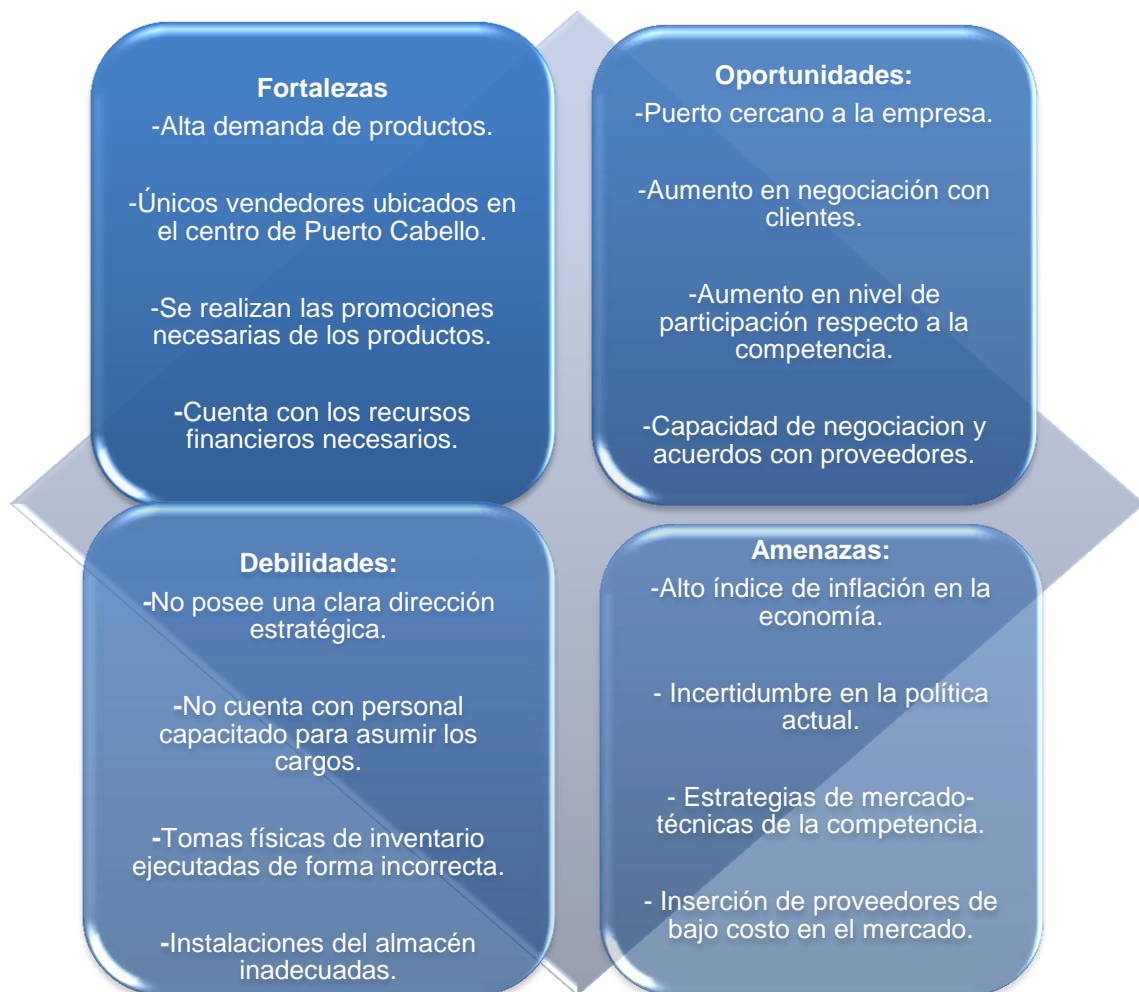 Fortalezas
-Alta demanda de productos.
-Únicos vendedores ubicados en
el centro de Puerto Cabello.
-Se realizan las promociones
necesarias de los productos.
-Cuenta con los recursos
financieros necesarios.
Oportunidades:
-Puerto cercano a la empresa.
-Aumento en negociación con
clientes.
-Aumento en nivel de
participación respecto a la
competencia.
-Capacidad de negociacion y
acuerdos con proveedores.
Debilidades:
-No posee una clara dirección
estratégica.
-No cuenta con personal
capacitado para asumir los
cargos.
-Tomas físicas de inventario
ejecutadas de forma incorrecta.
-Instalaciones del almacén
inadecuadas.
Amenazas:
-Alto índice de inflación en la
economía.
- Incertidumbre en la política
actual.
- Estrategias de mercado-
técnicas de la competencia.
- Inserción de proveedores de
bajo costo en el mercado.